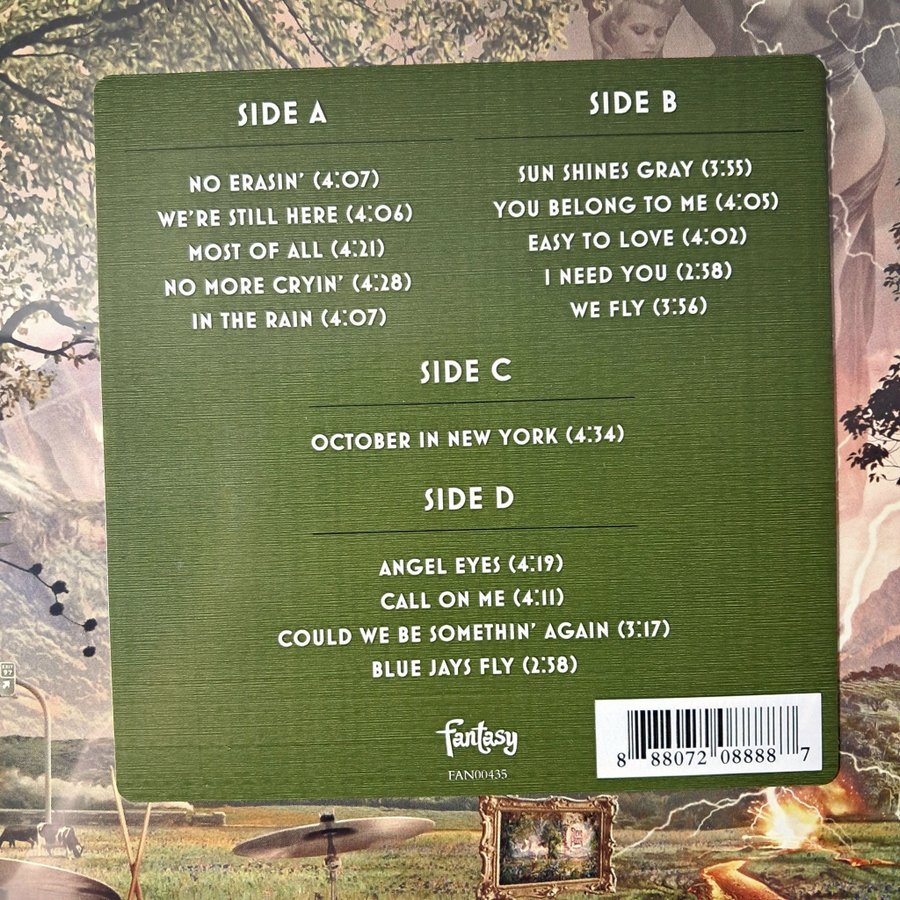 SIDE A
NO ERASIN' (4:07)
WE'RE STILL HERE (4:06)
MOST OF ALL (4:21)
NO MORE CRYIN' (4:28)
IN THE RAIN (4:07)
SIDE B
SUN SHINES GRAY (3:55)
YOU BELONG TO ME (4:05)
EASY TO LOVE (4:02)
I NEED YOU (2:58)
WE FLY (3:56)
SIDE C
OCTOBER IN NEW YORK (4:34)
SIDE D
ANGEL EYES (4:19)
CALL ON ME (4:11)
COULD WE BE SOMETHIN' AGAIN (3:17)
BLUE JAYS FLY (2:58)
fantasy
FAN00435
8 88072 08888 7
EXIT
97